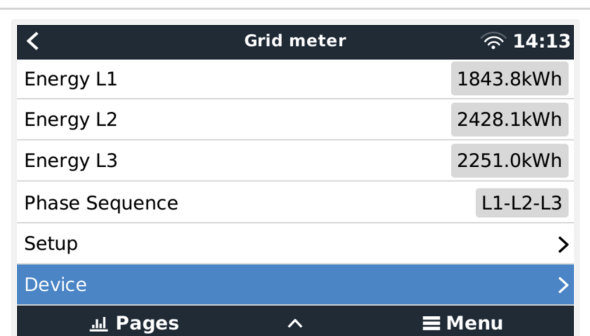 Grid meter 14:13
Energy L1 1843.8kWh
Energy L2 2428.1kWh
Energy L3 2251.0kWh
Phase Sequence L1-L2-L3
Setup
Device
Pages Menu